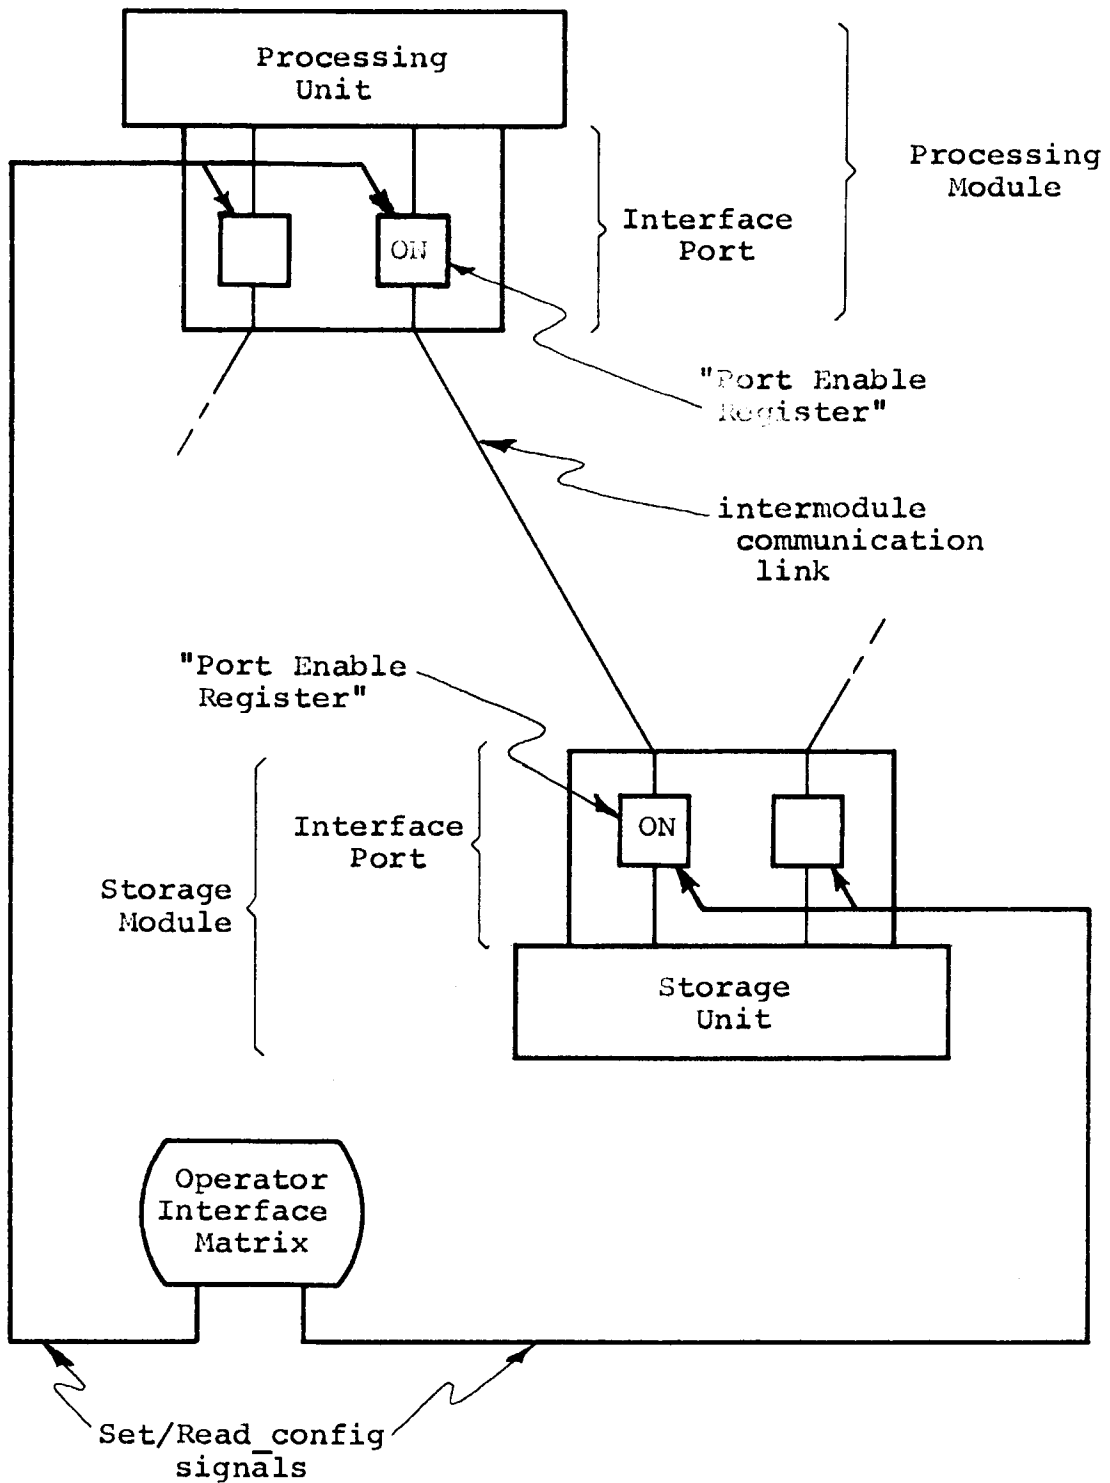 Processing
Unit
Processing
Module
Interface
Port
ON
"Port Enable
Register"
intermodule
communication
link
"Port Enable
Register"
Interface
Port
ON
Storage
Module
Storage
Unit
Operator
Interface
Matrix
Set/Read_config
signals